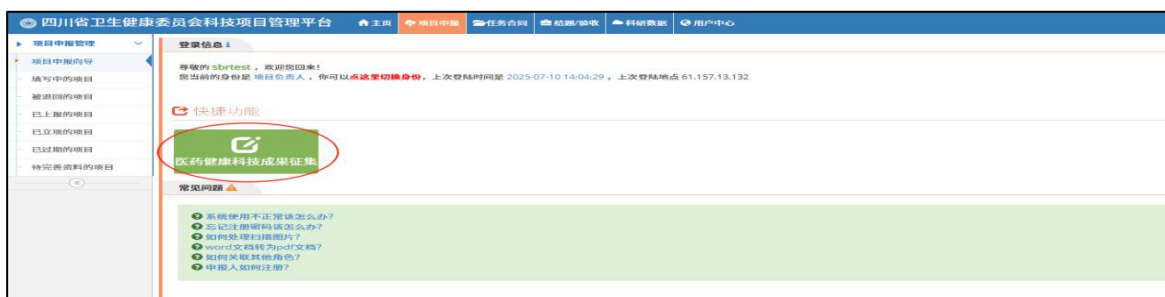 四川省卫生健康委员会科技项目管理平台 主页 项目申报 任务合同 结题/验收 科研数据 用户中心
项目申报管理
项目申报向导
填写中的项目
被退回的项目
已上报的项目
已立项的项目
已过期的项目
待完善资料的项目
登录信息
尊敬的 sbrtest ，欢迎您回来!
您当前的身份是 项目负责人 ，你可以点这里切换身份，上次登陆时间是 2025-07-10 14:04:29 ，上次登陆地点 61.157.13.132
快捷功能
医药健康科技成果征集
常见问题
系统使用不正常该怎么办?
忘记注册密码该怎么办?
如何处理扫描图片?
word文档转为pdf文档?
如何关联其他角色?
申报人如何注册?